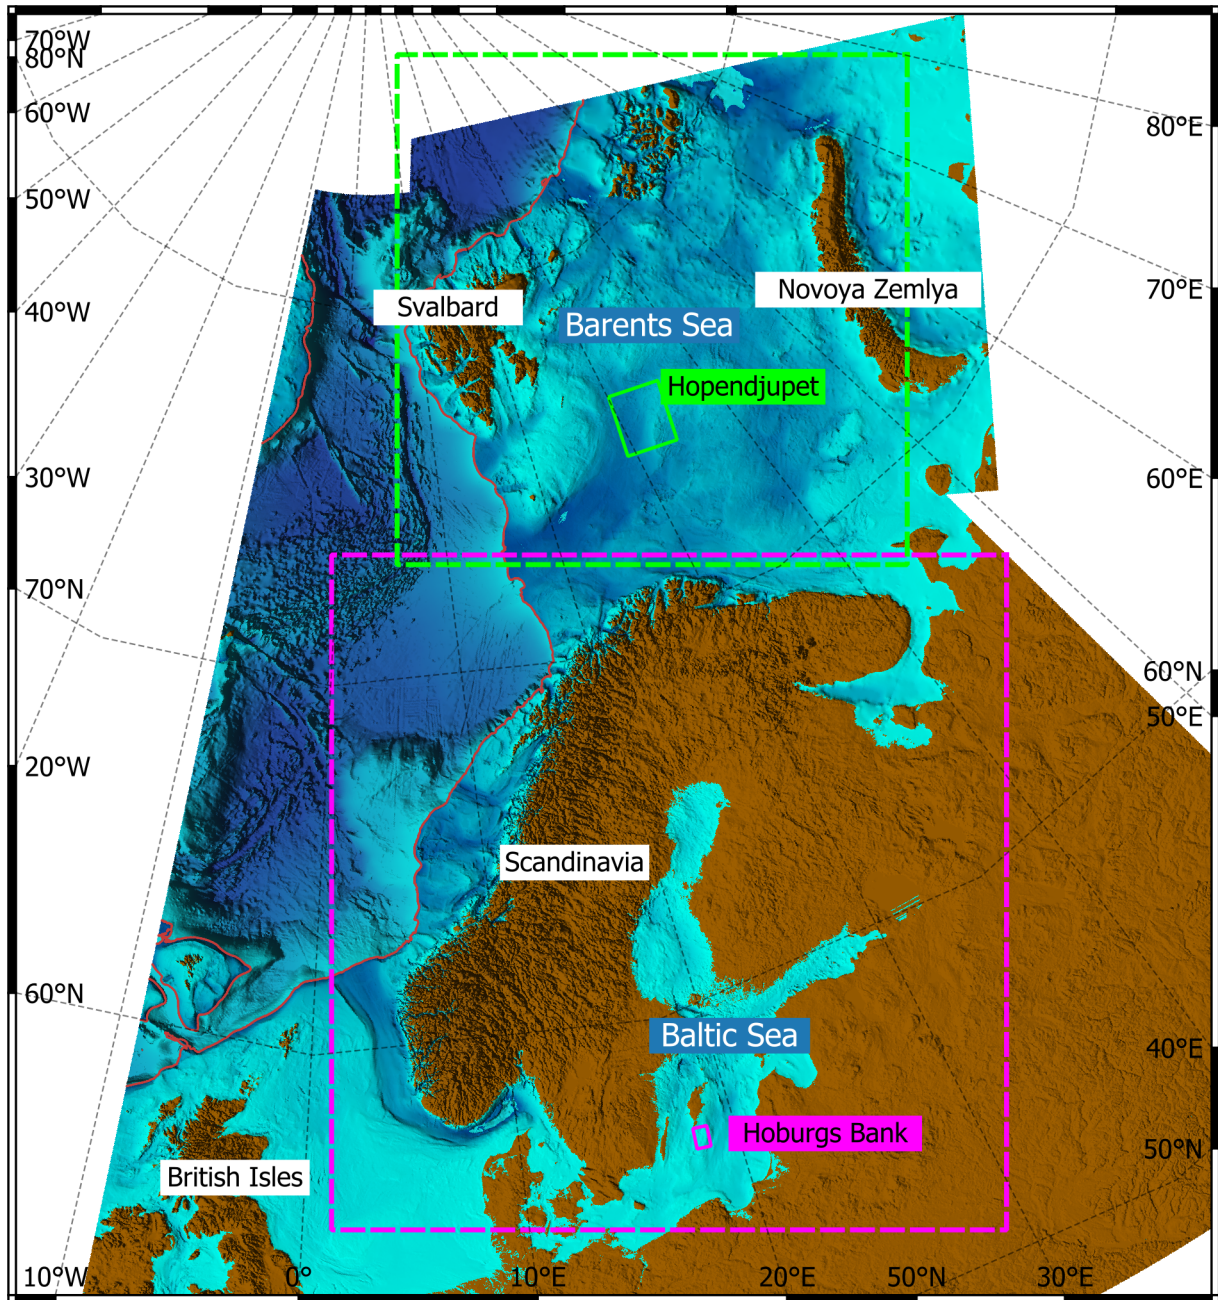 70°W
80°N
60°W
80°E
50°W
Novoya Zemlya
70°E
Svalbard
40°W
Barents Sea
Hopendjupet
30°W
60°E
70°N
60°N
50°E
20°W
Scandinavia
60°N
Baltic Sea
40°E
Hoburgs Bank
50°N
British Isles
10°W
0°
10°E
20°E
50°N
30°E